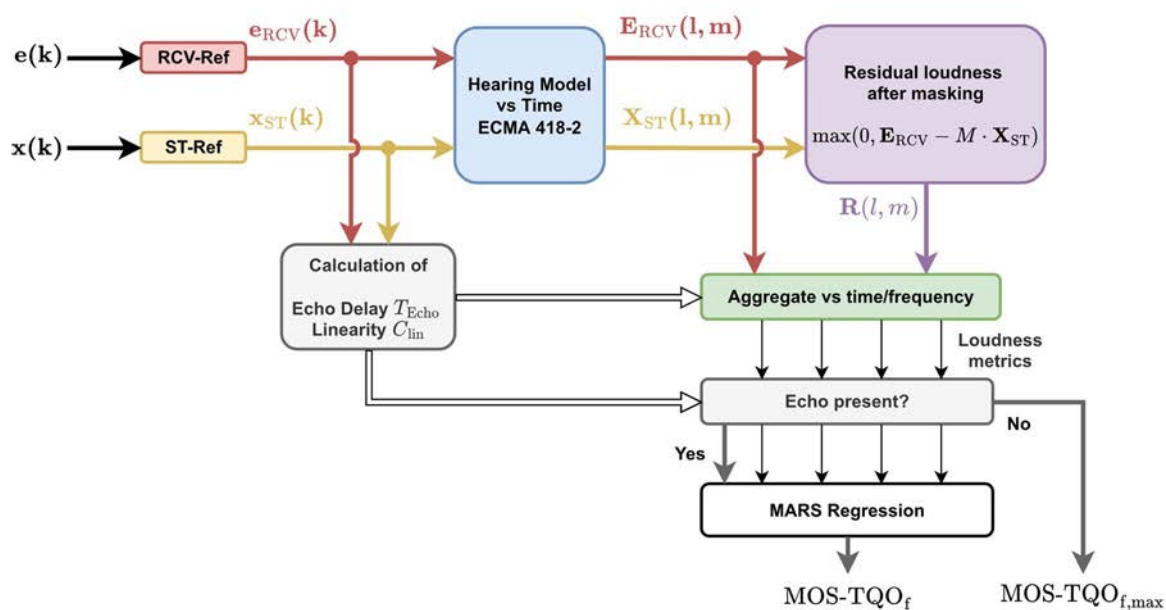 e(k)
RCV-Ref
e_RCV(k)
Hearing Model
vs Time
ECMA 418-2
E_RCV(l, m)
Residual loudness
after masking
max(0, E_RCV − M · X_ST)
x(k)
ST-Ref
x_ST(k)
X_ST(l, m)
R(l, m)
Calculation of
Echo Delay T_Echo
Linearity C_lin
Aggregate vs time/frequency
Loudness
metrics
Echo present?
No
Yes
MARS Regression
MOS-TQO_f
MOS-TQO_f,max